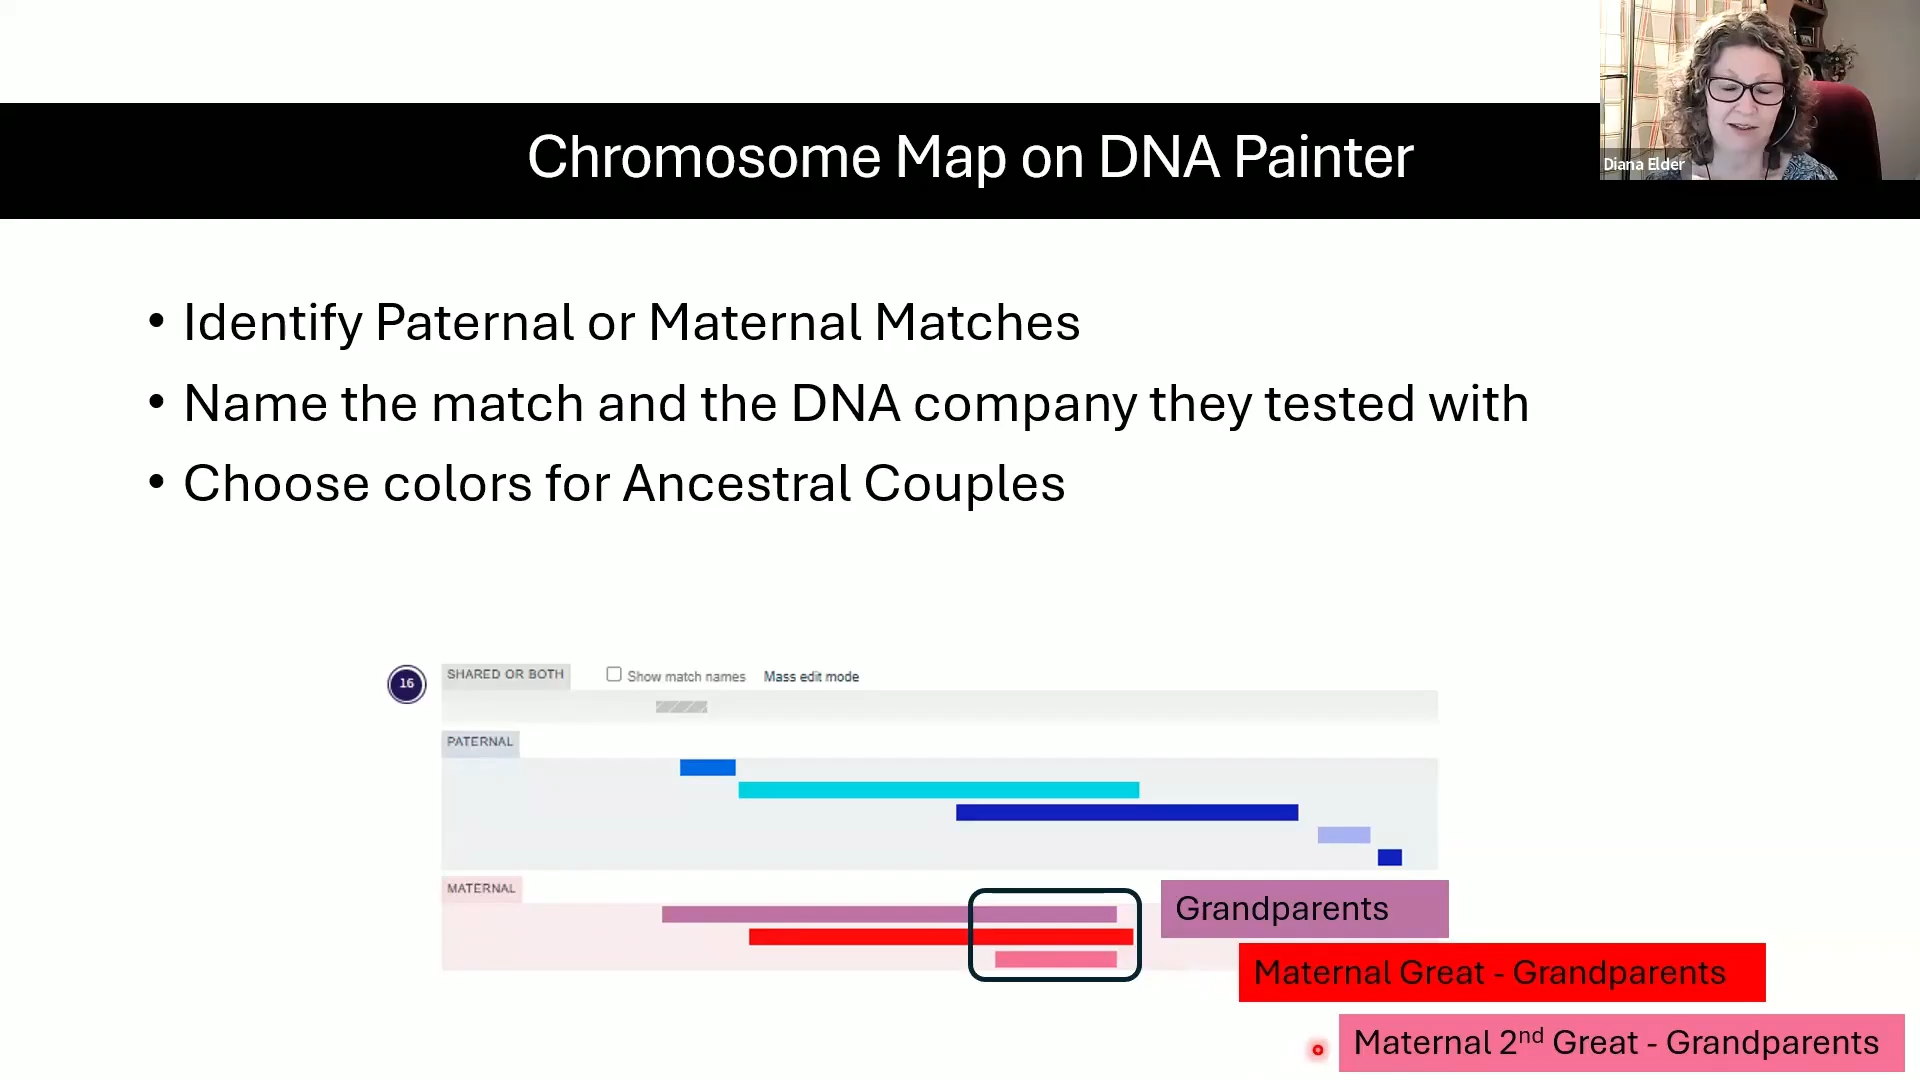 Diana Elder
Chromosome Map on DNA Painter
• Identify Paternal or Maternal Matches
• Name the match and the DNA company they tested with
• Choose colors for Ancestral Couples
16
SHARED OR BOTH
Show match names
Mass edit mode
PATERNAL
MATERNAL
Grandparents
Maternal Great - Grandparents
Maternal 2nd Great - Grandparents